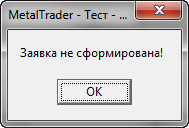 MetalTrader - Тест - ...
Заявка не сформирована!
OK